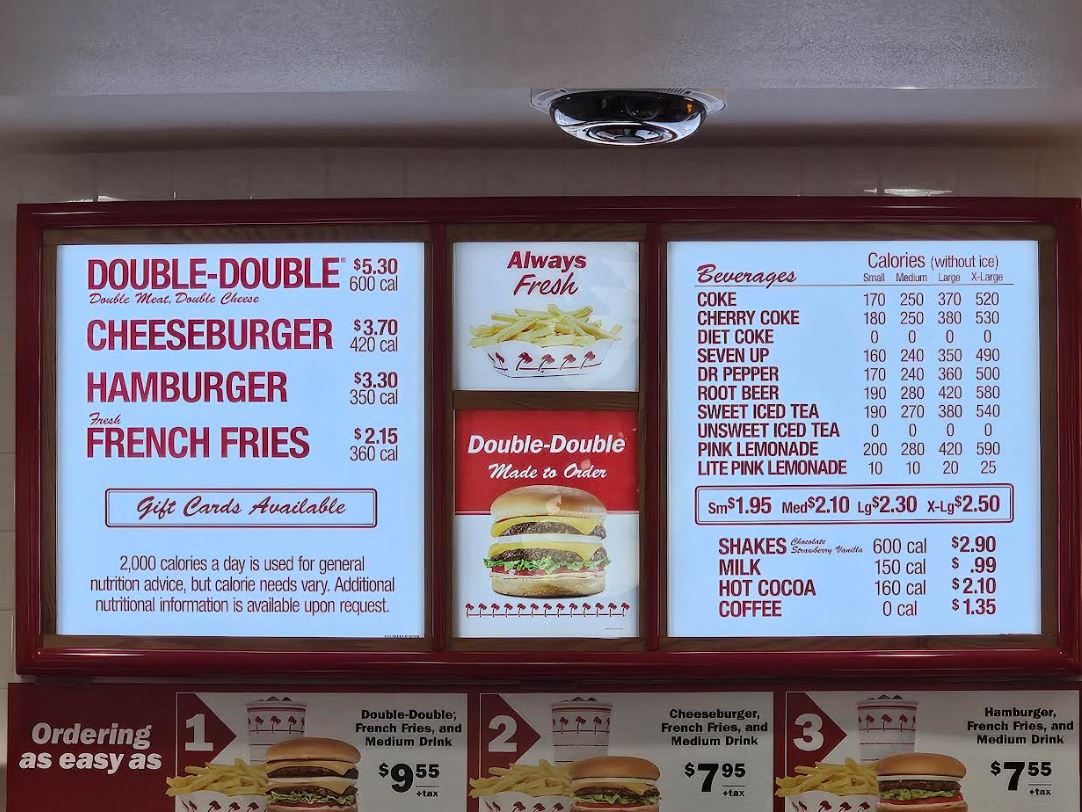 DOUBLE-DOUBLE® $5.30
Double Meat, Double Cheese 600 cal
CHEESEBURGER $3.70
420 cal
HAMBURGER $3.30
350 cal
Fresh
FRENCH FRIES $2.15
360 cal
Gift Cards Available
2,000 calories a day is used for general
nutrition advice, but calorie needs vary. Additional
nutritional information is available upon request.
Always
Fresh
Double-Double
Made to Order
Calories (without ice)
Beverages Small Medium Large X-Large
COKE 170 250 370 520
CHERRY COKE 180 250 380 530
DIET COKE 0 0 0 0
SEVEN UP 160 240 350 490
DR PEPPER 170 240 360 500
ROOT BEER 190 280 420 580
SWEET ICED TEA 190 270 380 540
UNSWEET ICED TEA 0 0 0 0
PINK LEMONADE 200 280 420 590
LITE PINK LEMONADE 10 10 20 25
Sm$1.95 Med$2.10 Lg$2.30 X-Lg$2.50
SHAKES Chocolate Strawberry Vanilla 600 cal $2.90
MILK 150 cal $ .99
HOT COCOA 160 cal $2.10
COFFEE 0 cal $1.35
Ordering
as easy as
1
Double-Double,
French Fries, and
Medium Drink
$9.55
+tax
2
Cheeseburger,
French Fries, and
Medium Drink
$7.95
+tax
3
Hamburger,
French Fries, and
Medium Drink
$7.55
+tax